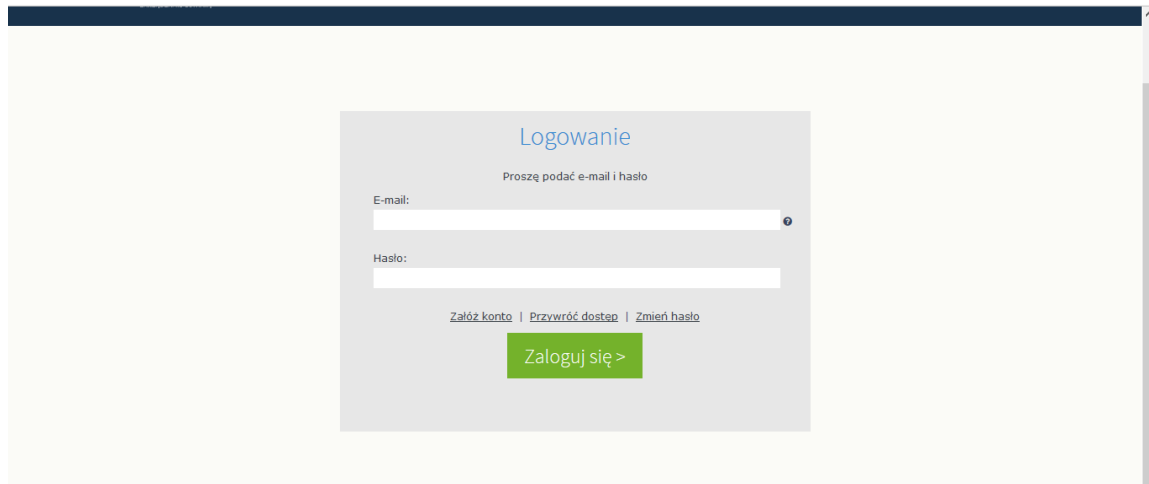 Logowanie
Proszę podać e-mail i hasło
E-mail:
Hasło:
Załóż konto | Przywróć dostęp | Zmień hasło
Zaloguj się >